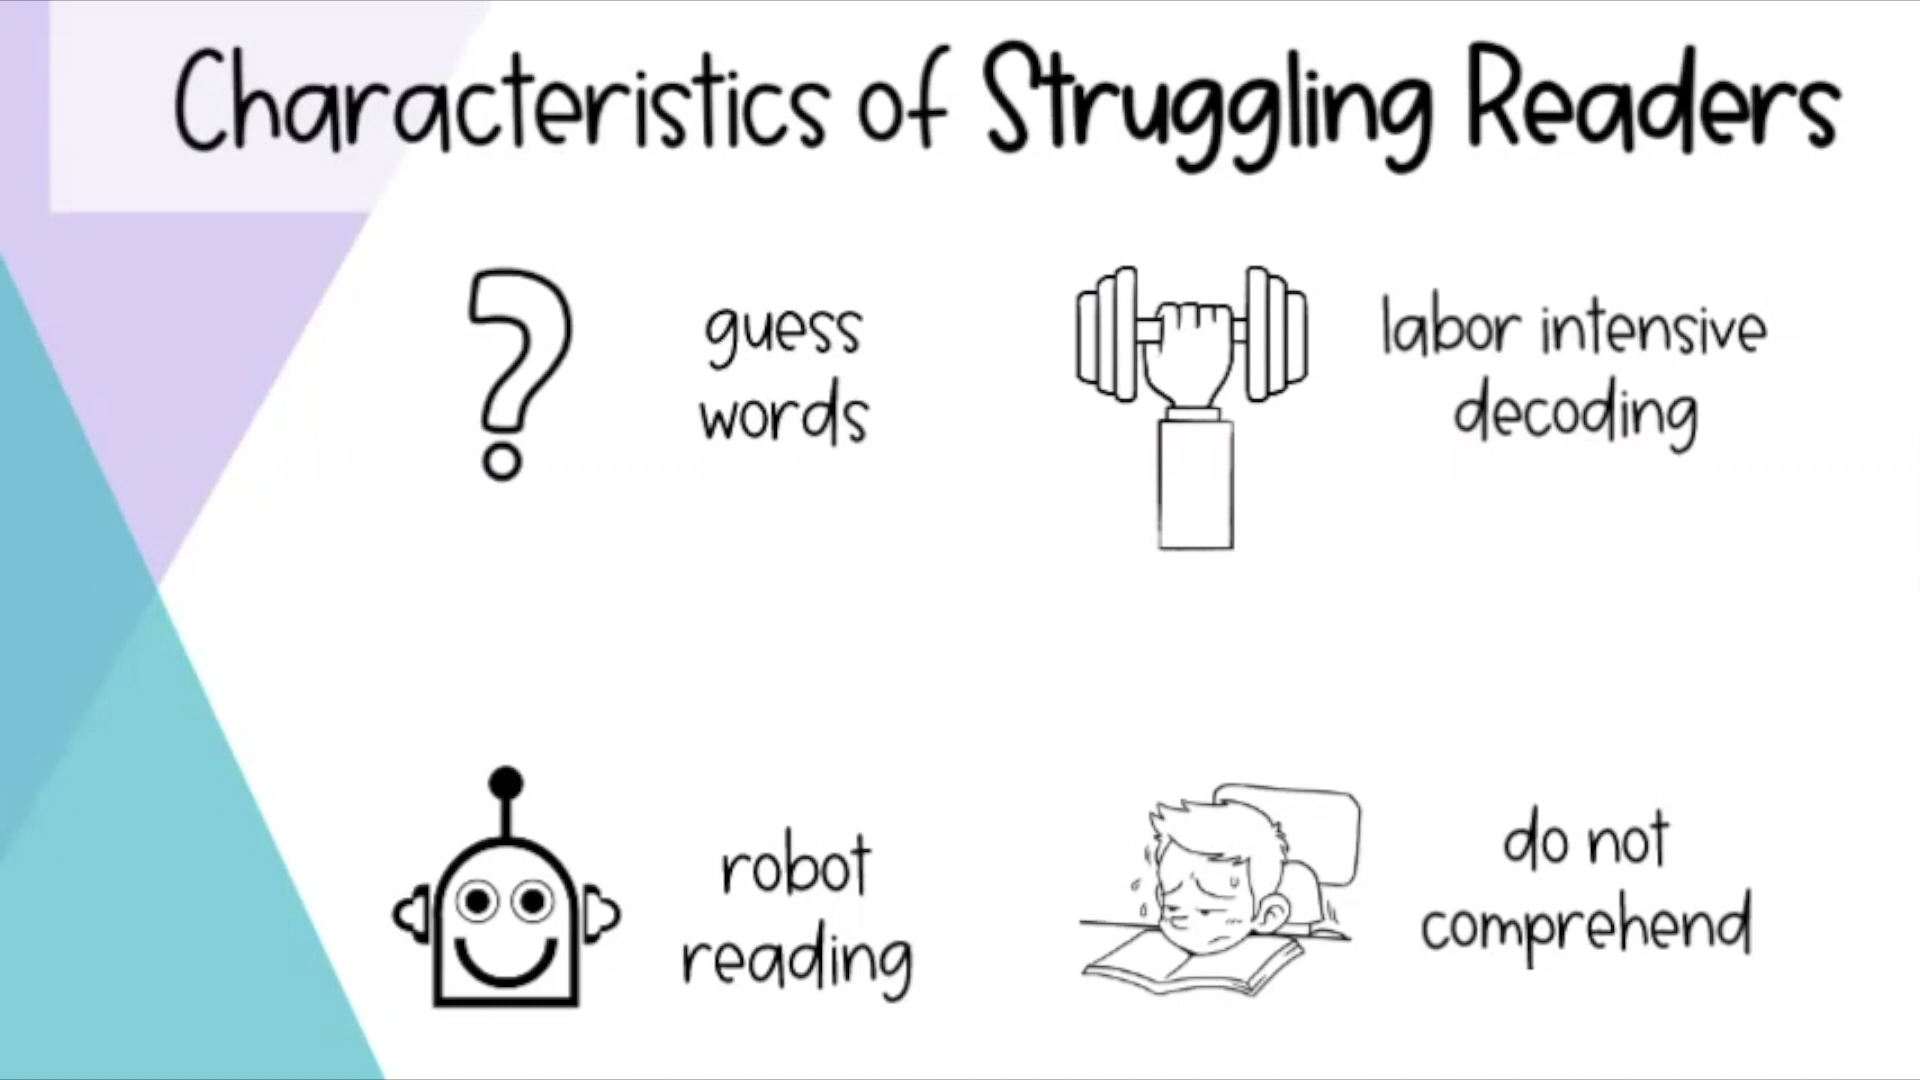 Characteristics of Struggling Readers
guess
words
labor intensive
decoding
robot
reading
do not
comprehend